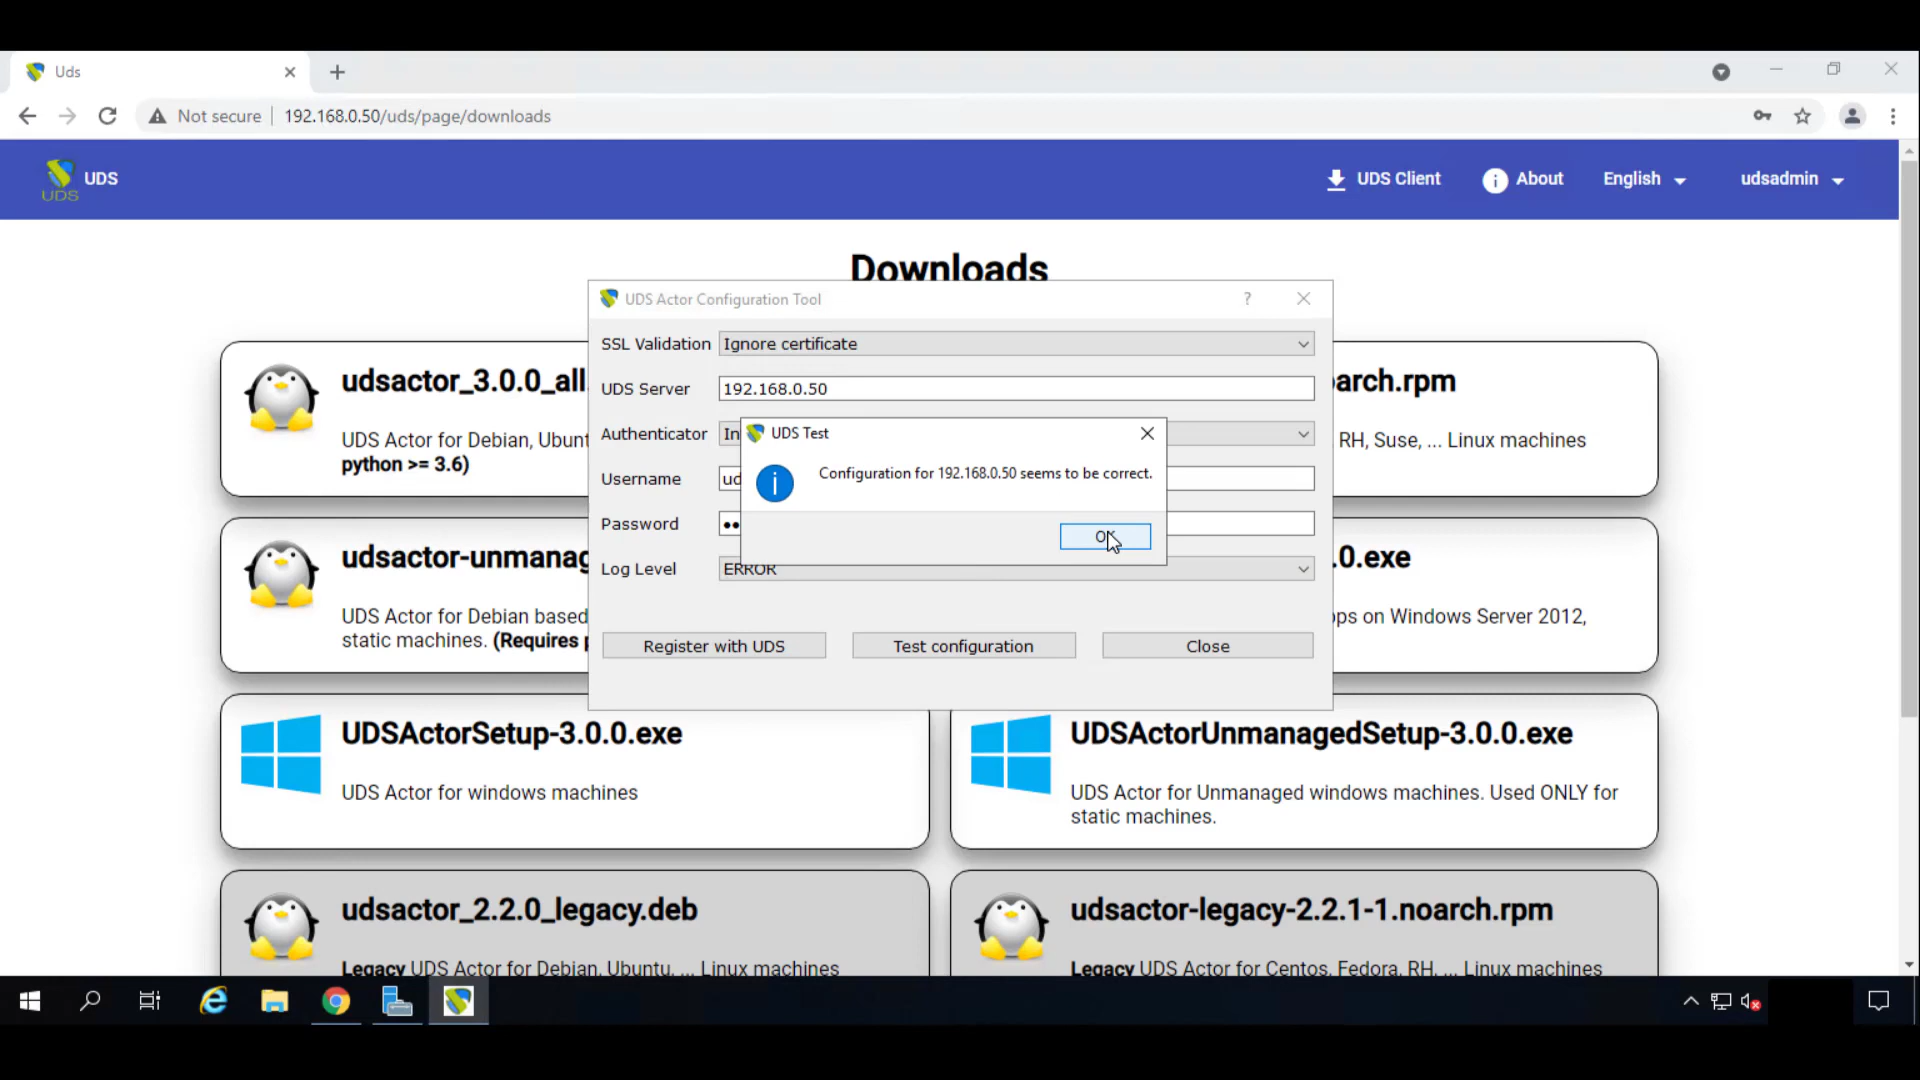 Uds
Not secure
192.168.0.50/uds/page/downloads
UDS
UDS
UDS Client
i
About
English
udsadmin
Downloads
UDS Actor Configuration Tool
?
SSL Validation
Ignore certificate
UDS Server
192.168.0.50
Authenticator
In
Username
ud
Password
Log Level
ERROR
UDS Test
i
Configuration for 192.168.0.50 seems to be correct.
OK
Register with UDS
Test configuration
Close
udsactor_3.0.0_all.
UDS Actor for Debian, Ubunt
python >= 3.6)
arch.rpm
RH, Suse, ... Linux machines
udsactor-unmanag
UDS Actor for Debian based
static machines. (Requires p
.0.exe
ps on Windows Server 2012,
UDSActorSetup-3.0.0.exe
UDS Actor for windows machines
UDSActorUnmanagedSetup-3.0.0.exe
UDS Actor for Unmanaged windows machines. Used ONLY for
static machines.
udsactor_2.2.0_legacy.deb
Legacy UDS Actor for Debian, Ubuntu, ... Linux machines
udsactor-legacy-2.2.1-1.noarch.rpm
Legacy UDS Actor for Centos, Fedora, RH, ... Linux machines